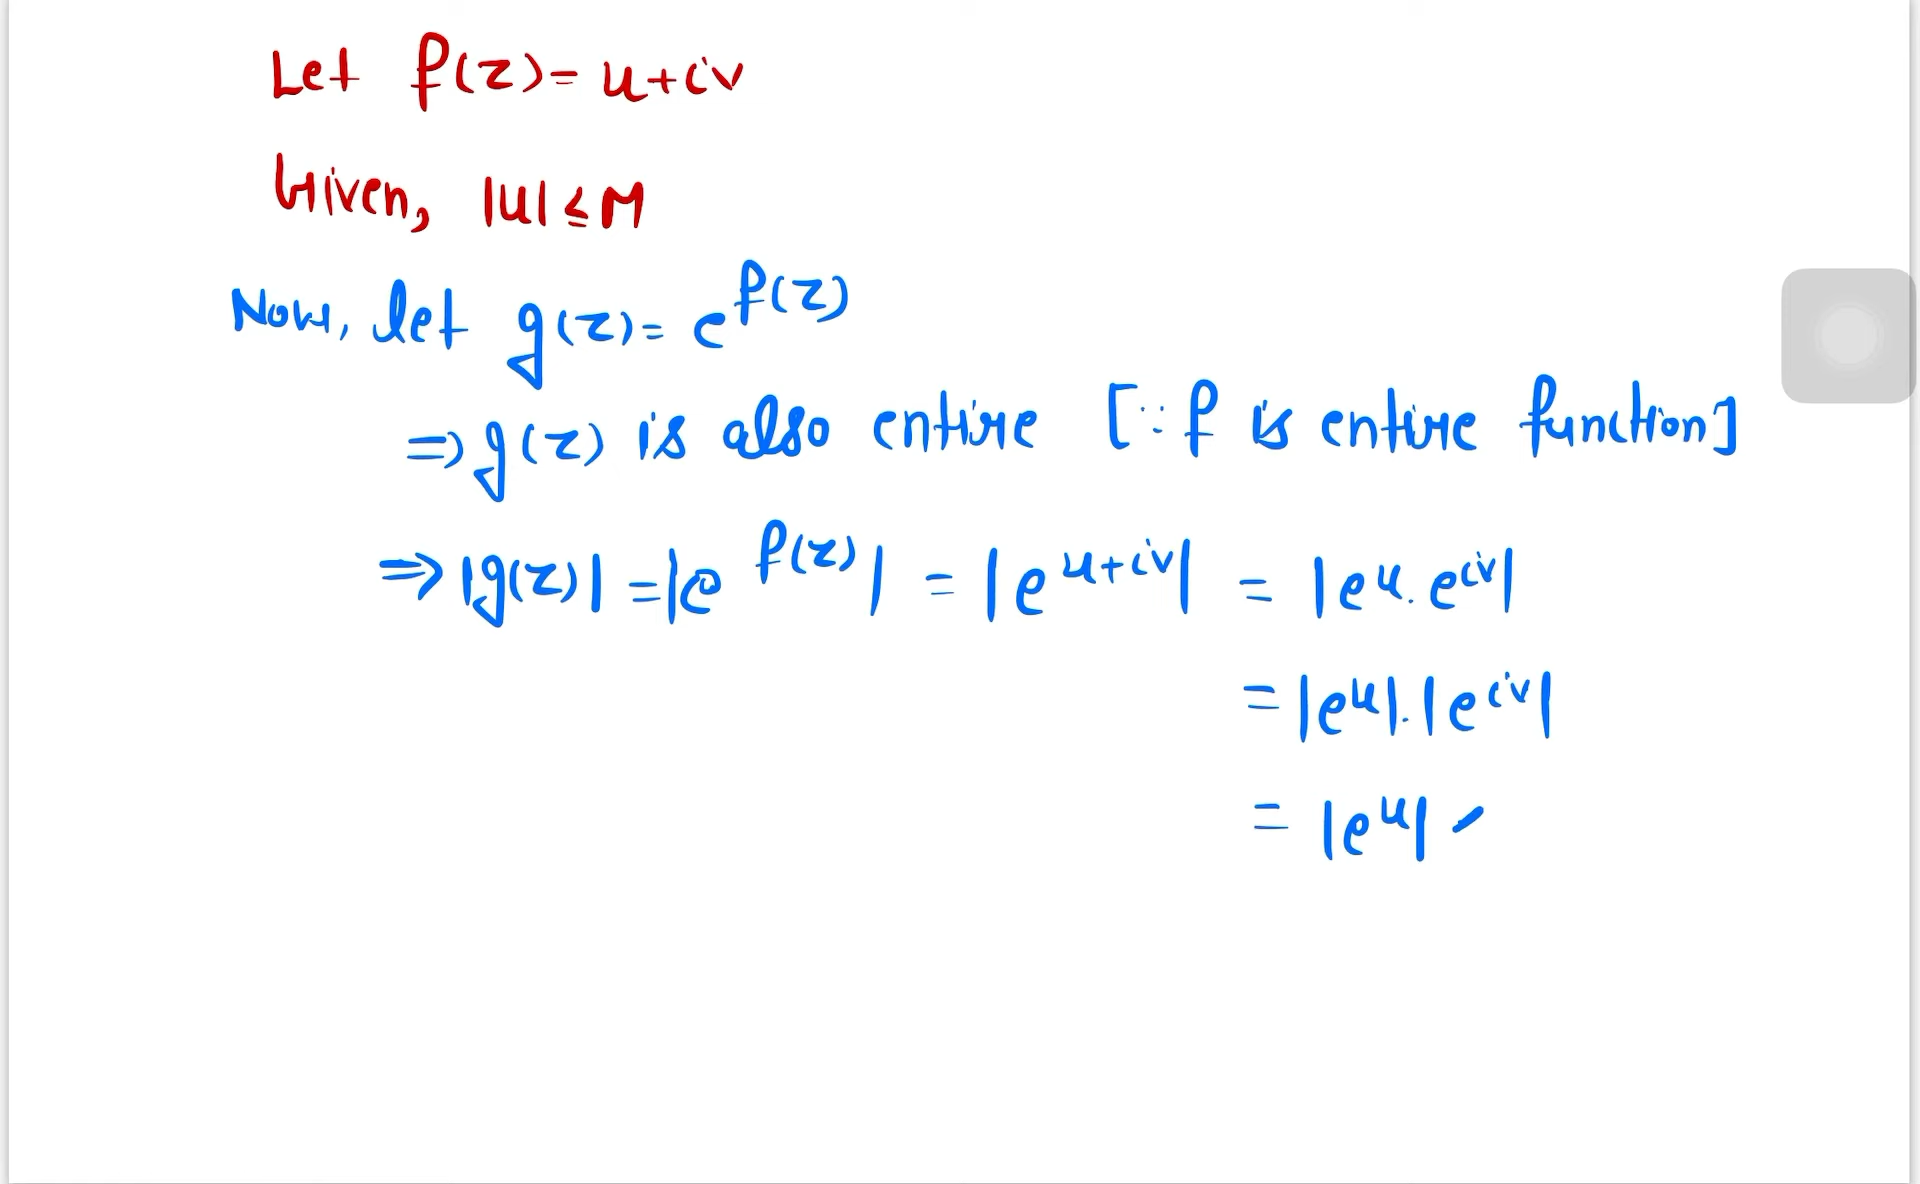 Let f(z)= u+iv
Given, |u|≤M
Now, let g(z)= e^f(z)
⇒g(z) is also entire [∵f is entire function]
⇒|g(z)| =|e^f(z)| = |e^u+iv| = |e^u. e^iv|
= |e^u|.|e^iv|
= |e^u|